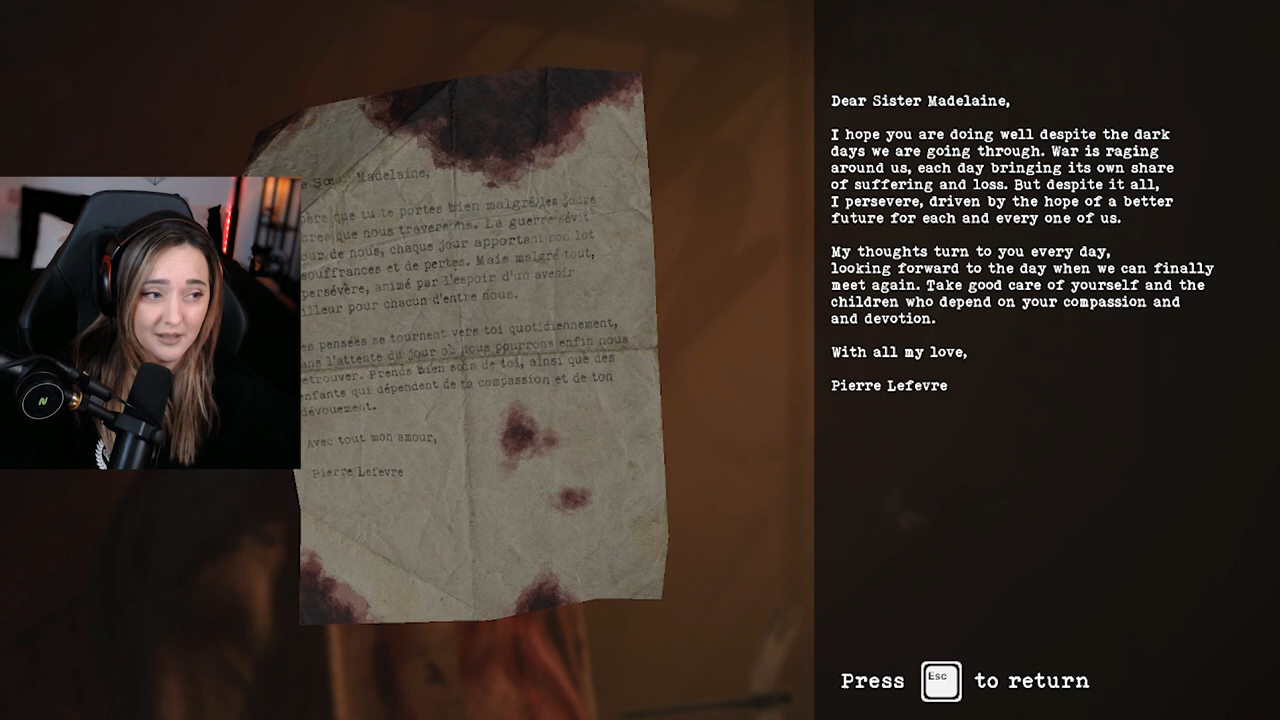 Sœur Madelaine,
que tu te portes bien malgré les jours
que nous traversons. La guerre sévit
de nous, chaque jour apportant son lot
souffrances et de pertes. Mais malgré tout,
persévère, animé par l'espoir d'un avenir
pour chacun d'entre nous.
pensées se tournent vers toi quotidiennement,
l'attente du jour où nous pourrons enfin nous
Prends bien soin de toi, ainsi que des
enfants qui dépendent de ta compassion et de ton
dévouement.
Avec tout mon amour,
Pierre Lefevre
Dear Sister Madelaine,
I hope you are doing well despite the dark
days we are going through. War is raging
around us, each day bringing its own share
of suffering and loss. But despite it all,
I persevere, driven by the hope of a better
future for each and every one of us.
My thoughts turn to you every day,
looking forward to the day when we can finally
meet again. Take good care of yourself and the
children who depend on your compassion and
and devotion.
With all my love,
Pierre Lefevre
Press Esc to return